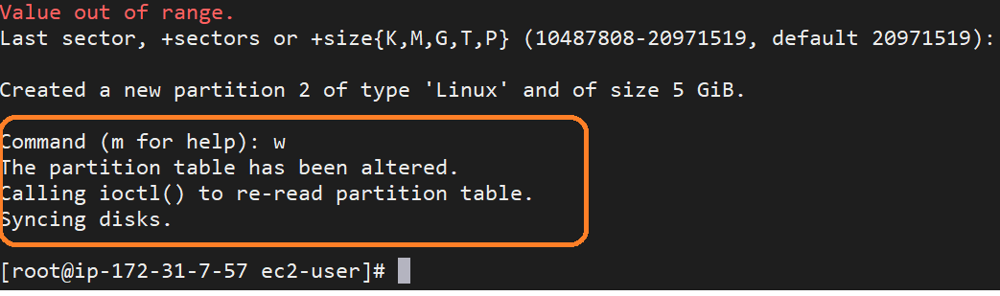 Value out of range.
Last sector, +sectors or +size{K,M,G,T,P} (10487808-20971519, default 20971519):
Created a new partition 2 of type 'Linux' and of size 5 GiB.
Command (m for help): w
The partition table has been altered.
Calling ioctl() to re-read partition table.
Syncing disks.
[root@ip-172-31-7-57 ec2-user]#